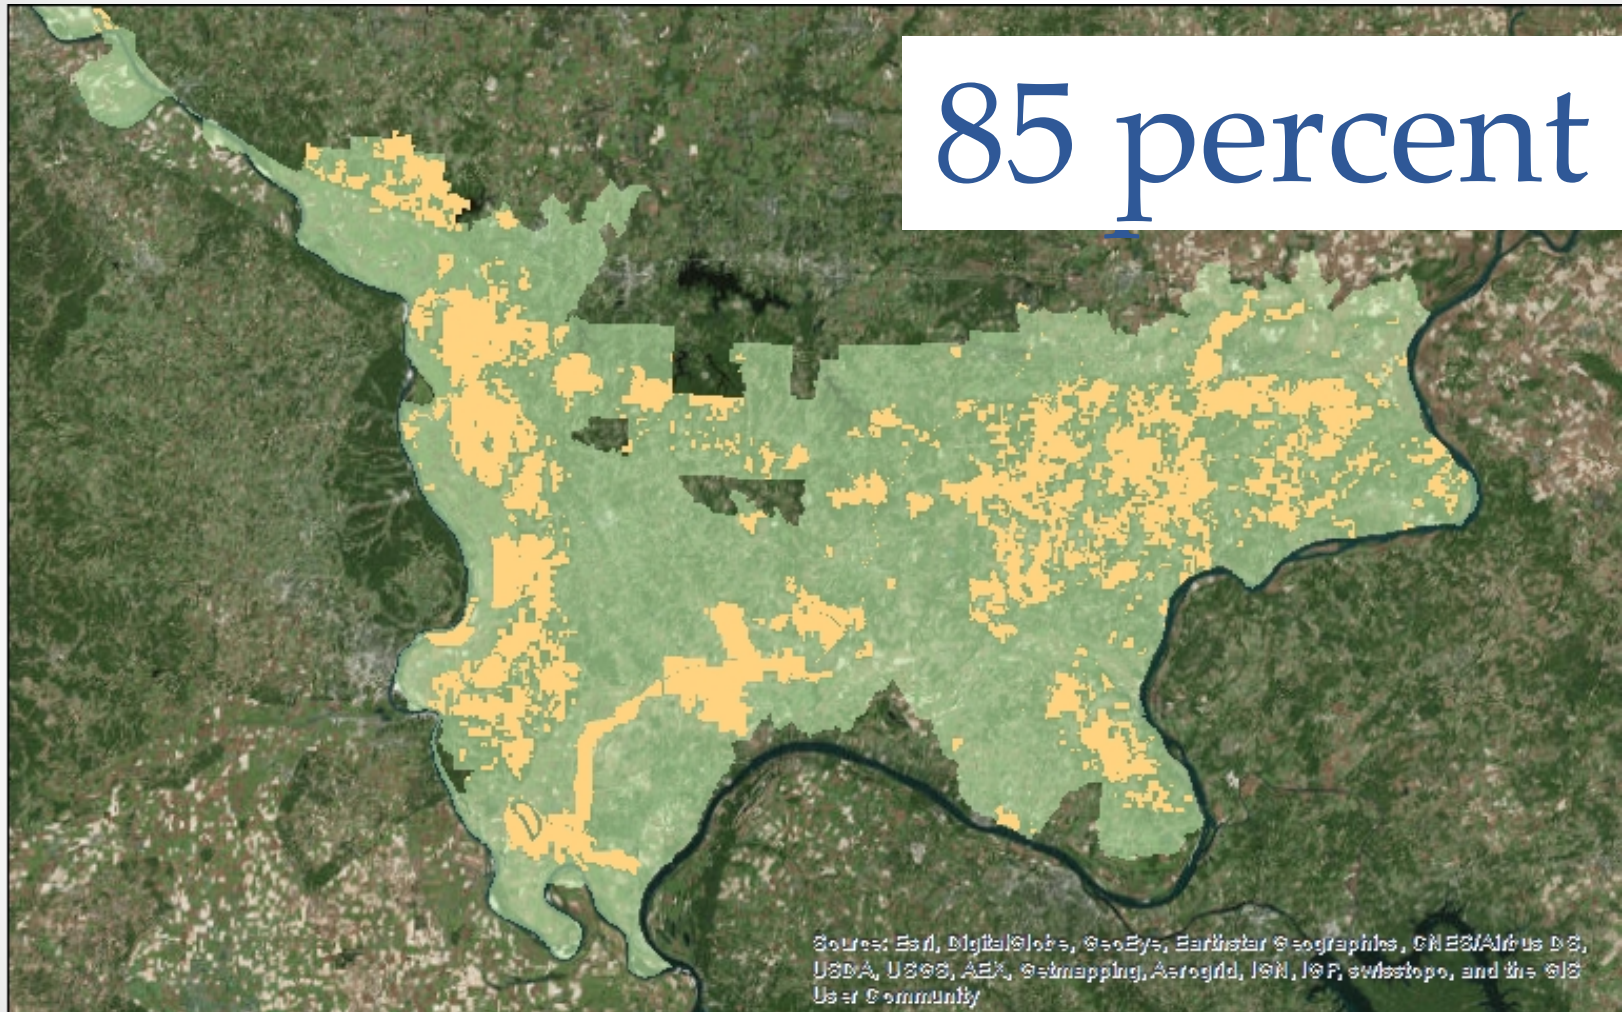 85 percent
Source: Esri, DigitalGlobe, GeoEye, Earthstar Geographics, CNES/Airbus DS,
USDA, USGS, AEX, Getmapping, Aerogrid, IGN, IGP, swisstopo, and the GIS
User Community